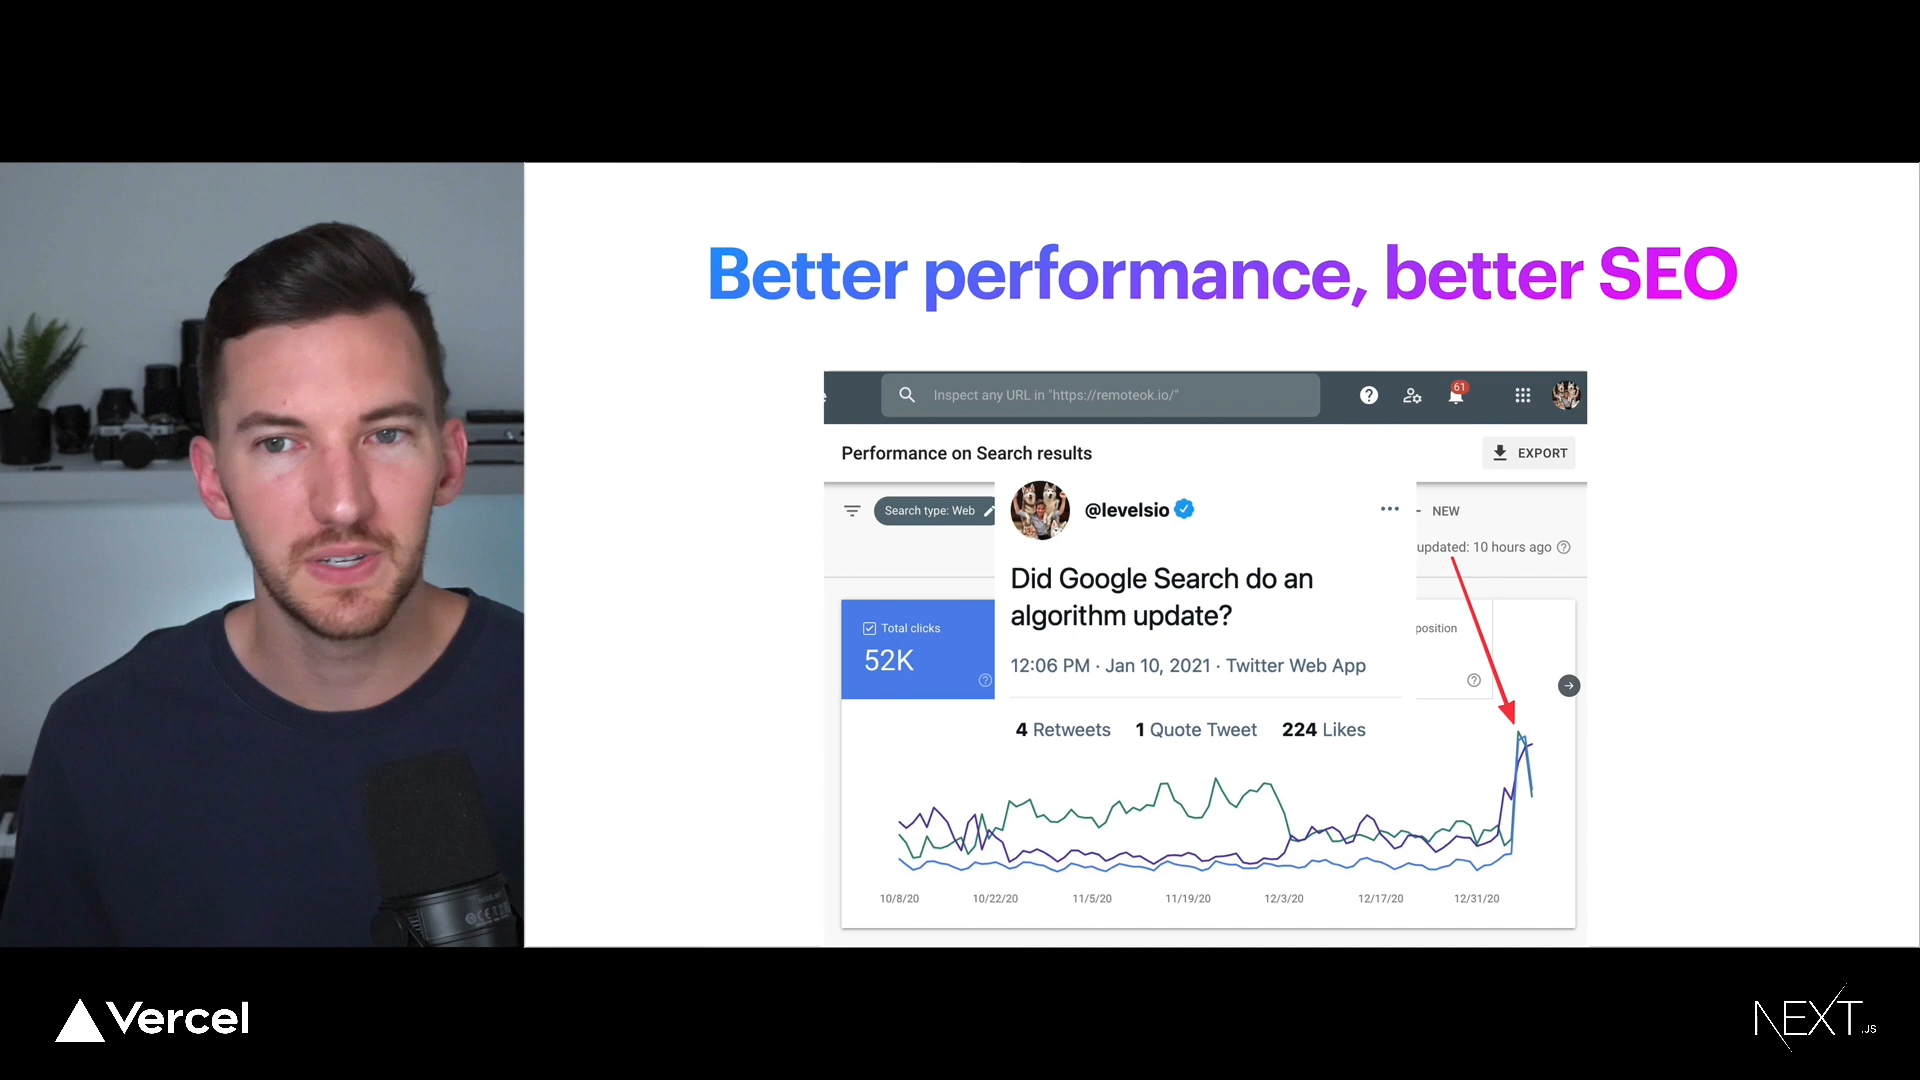 Better performance, better SEO
Inspect any URL in "https://remoteok.io/"
61
Performance on Search results
EXPORT
Search type: Web
@levelsio
NEW
updated: 10 hours ago
Did Google Search do an
algorithm update?
Total clicks
52K
position
12:06 PM · Jan 10, 2021 · Twitter Web App
4 Retweets 1 Quote Tweet 224 Likes
10/8/20 10/22/20 11/5/20 11/19/20 12/3/20 12/17/20 12/31/20
Vercel
NEXT.JS